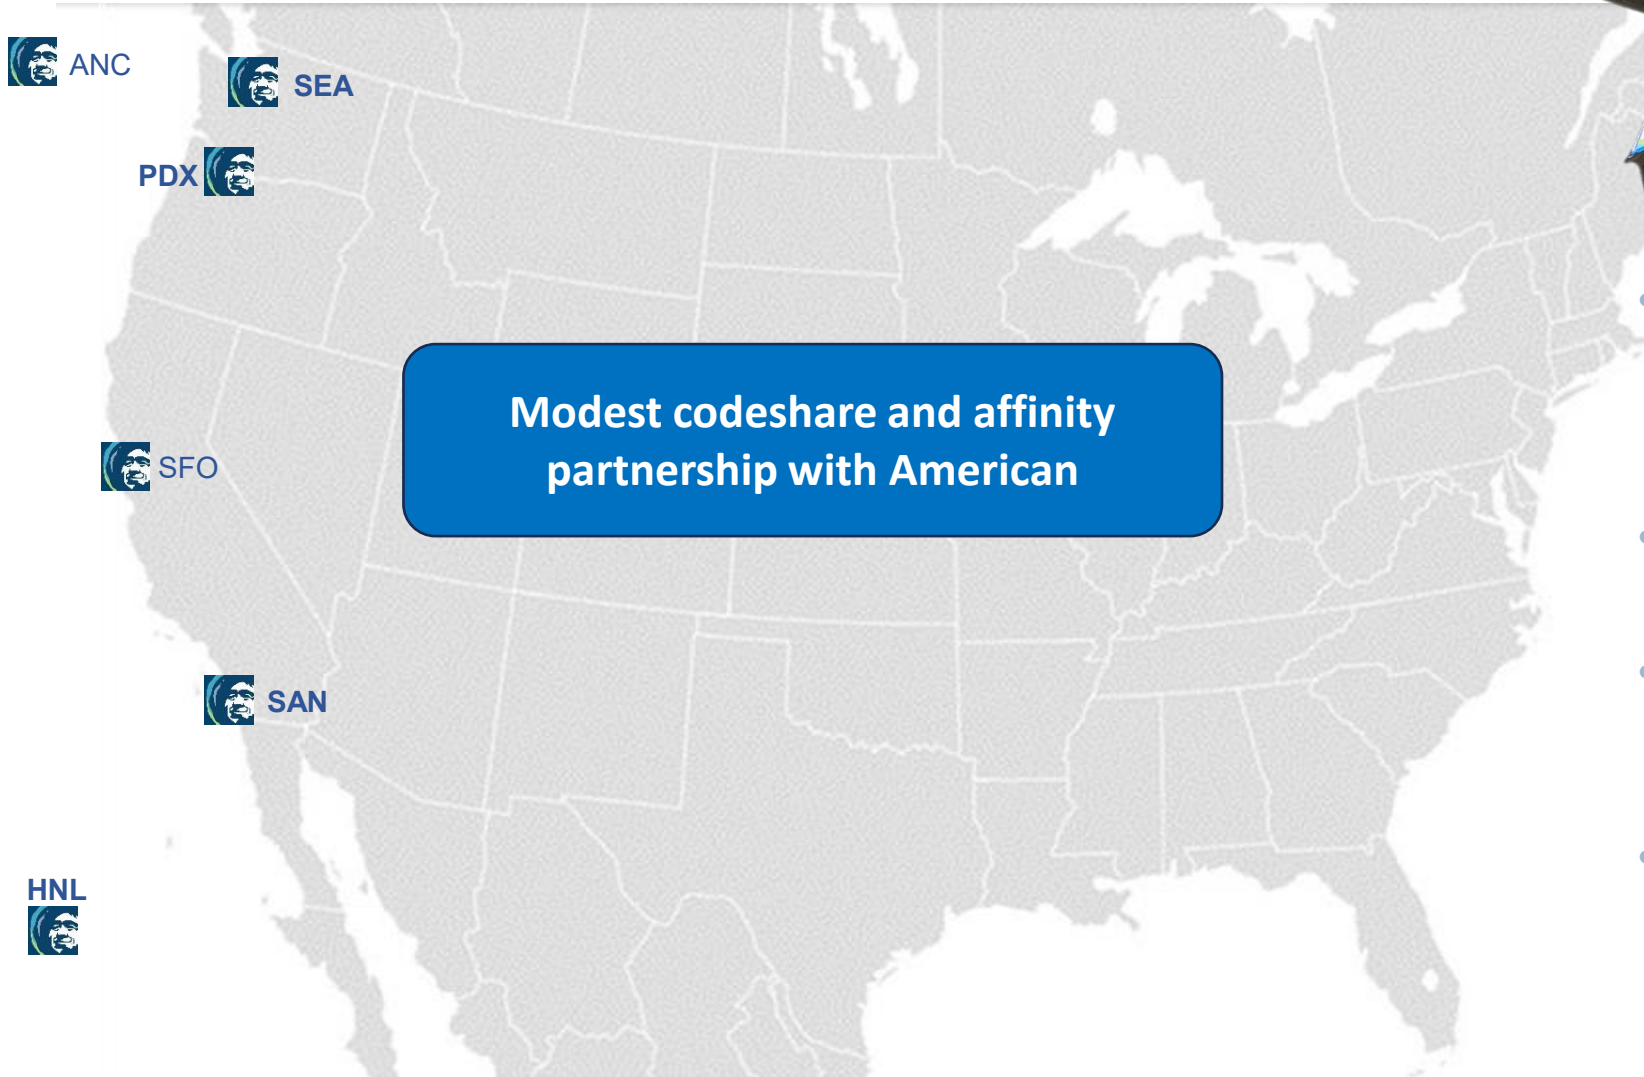 ANC
SEA
PDX
Modest codeshare and affinity
partnership with American
SFO
SAN
HNL